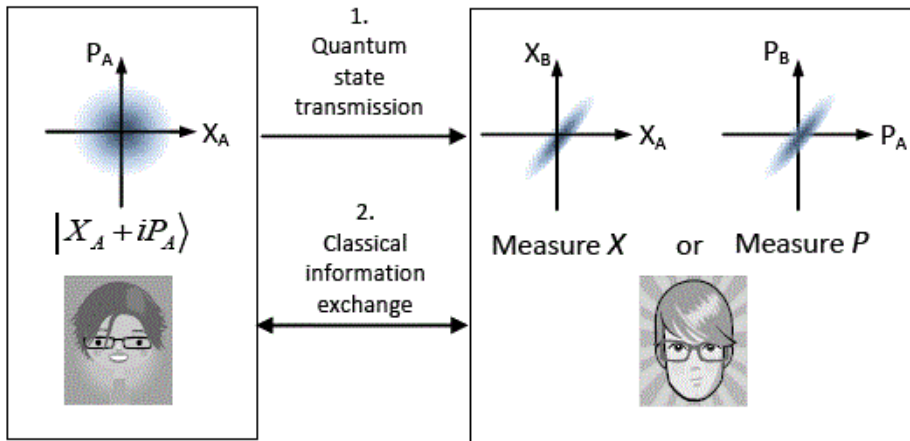 P_A
X_A
|X_A + iP_A⟩
1.
Quantum
state
transmission
2.
Classical
information
exchange
X_B
X_A
P_B
P_A
Measure X or Measure P